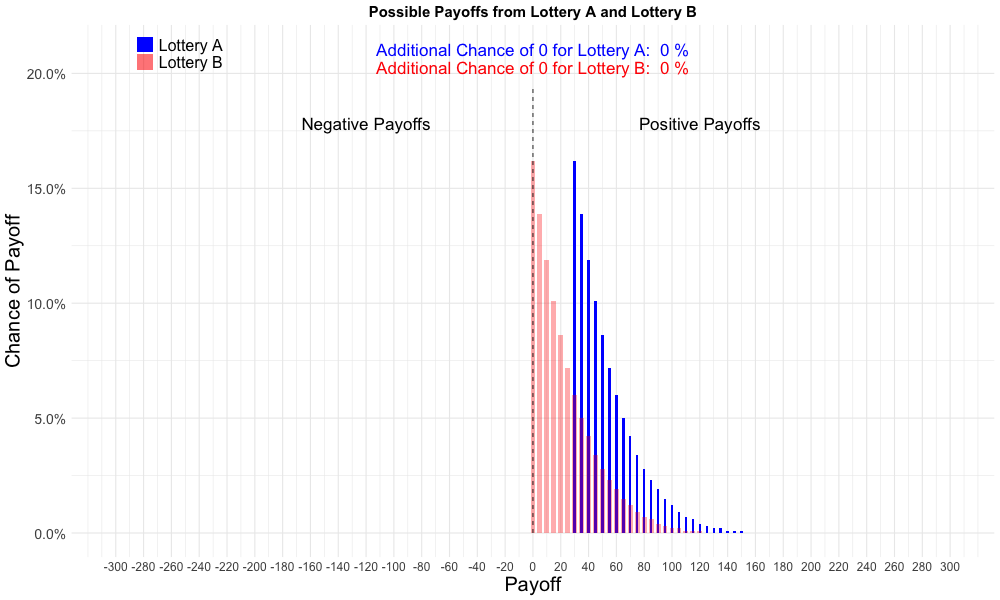 Possible Payoffs from Lottery A and Lottery B
Lottery A
Lottery B
Additional Chance of 0 for Lottery A:  0 %
Additional Chance of 0 for Lottery B:  0 %
Negative Payoffs
Positive Payoffs
Chance of Payoff
20.0%
15.0%
10.0%
5.0%
0.0%
-300 -280 -260 -240 -220 -200 -180 -160 -140 -120 -100 -80 -60 -40 -20 0 20 40 60 80 100 120 140 160 180 200 220 240 260 280 300
Payoff